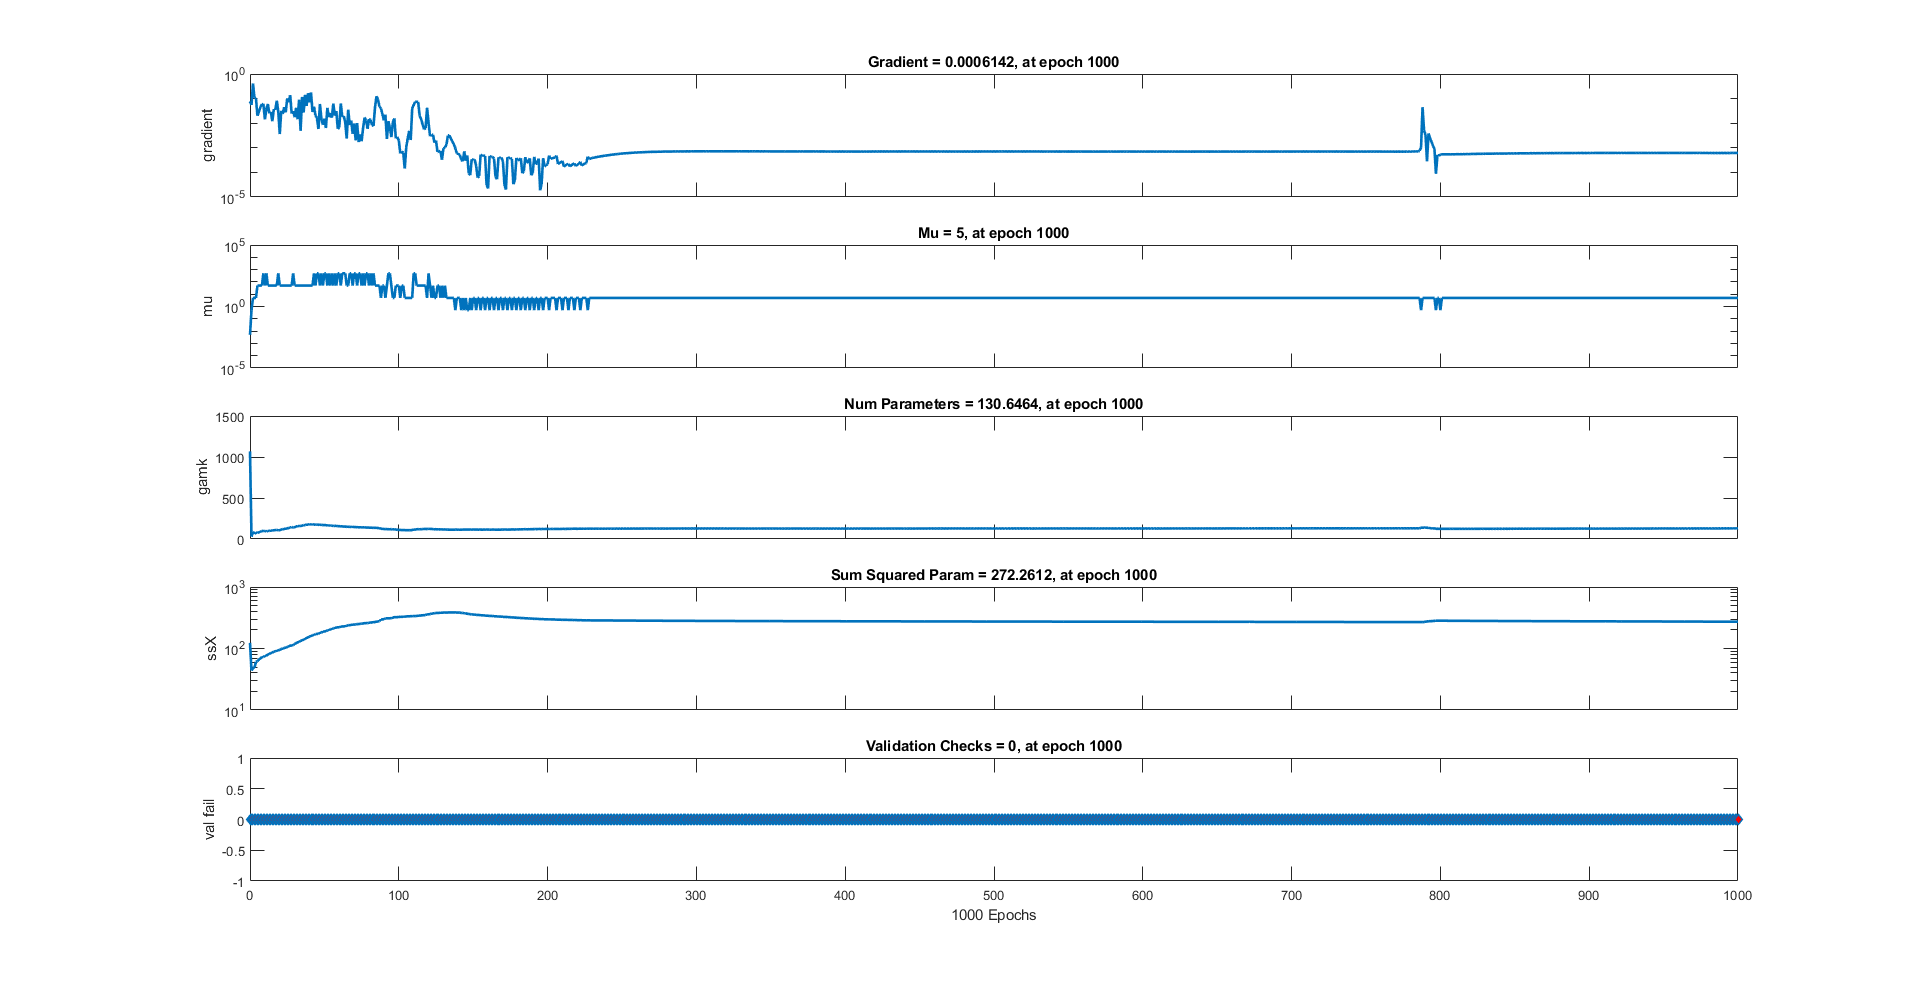 Gradient = 0.0006142, at epoch 1000
10^0
gradient
10^-5
Mu = 5, at epoch 1000
10^5
mu
10^0
10^-5
Num Parameters = 130.6464, at epoch 1000
1500
1000
gamk
500
0
Sum Squared Param = 272.2612, at epoch 1000
10^3
ssX
10^2
10^1
Validation Checks = 0, at epoch 1000
1
0.5
val fail
0
-0.5
-1
0 100 200 300 400 500 600 700 800 900 1000
1000 Epochs